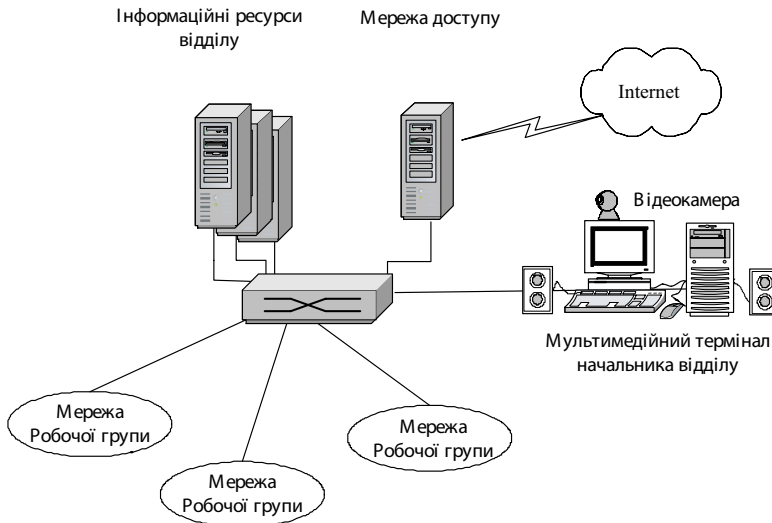 Інформаційні ресурси
відділу
Мережа доступу
Internet
Відеокамера
Мультимедійний термінал
начальника відділу
Мережа
Робочої групи
Мережа
Робочої групи
Мережа
Робочої групи